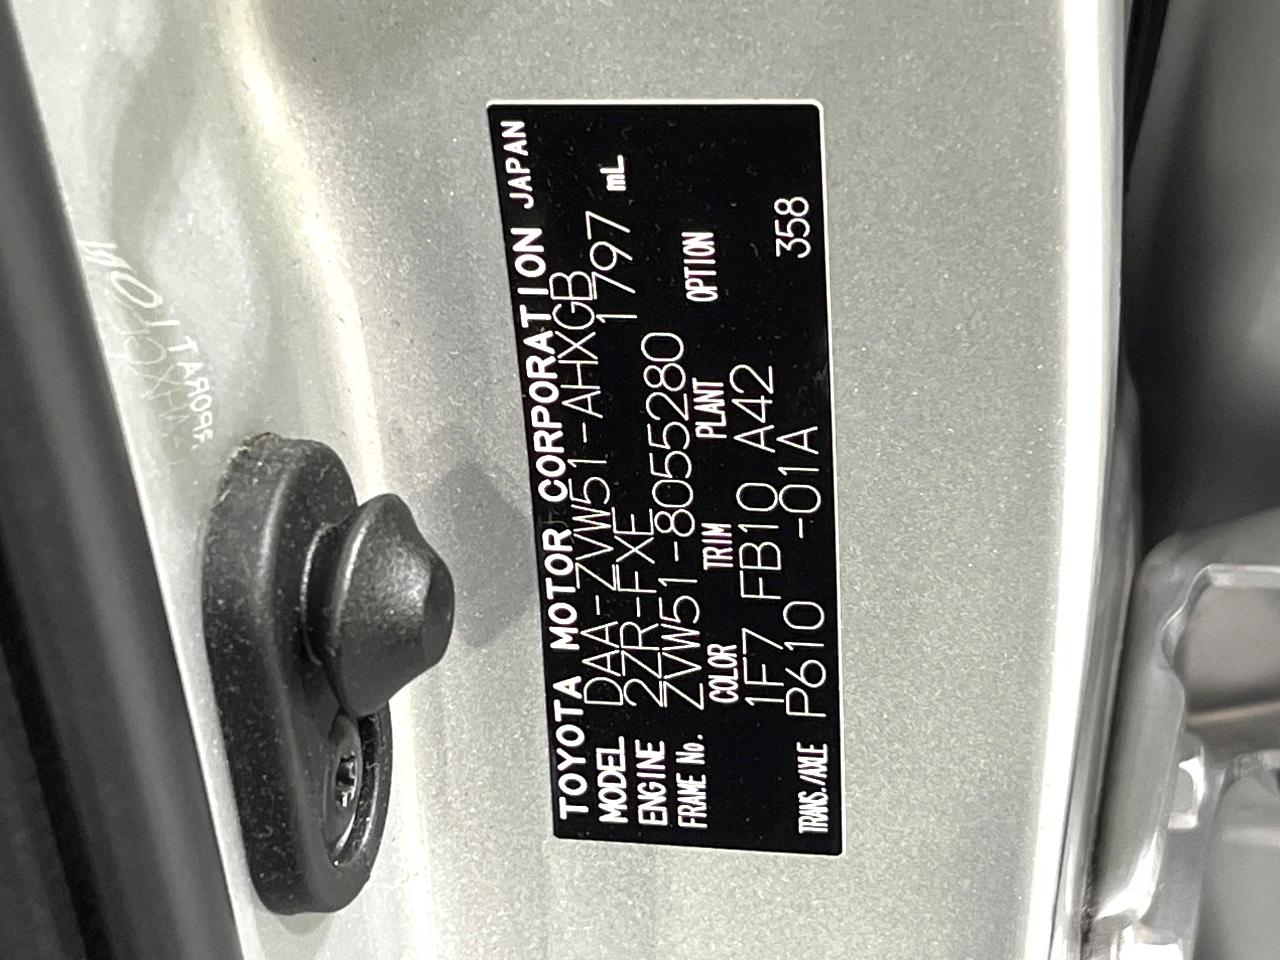 TOYOTA MOTOR CORPORATION JAPAN
MODEL DAA-ZVW51-AHXGB
ENGINE 2ZR-FXE 1797 mL
FRAME No. ZVW51-8055280
COLOR TRIM PLANT OPTION
1F7 FB10 A42
TRANS./AXLE P610 -01A 358